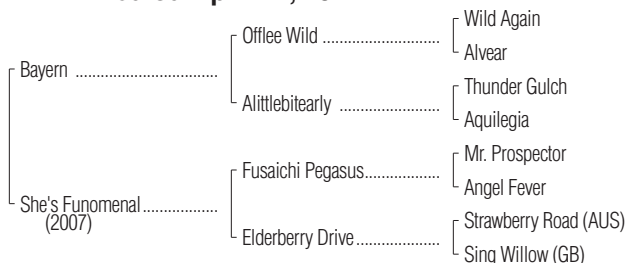 Wild Again
Offlee Wild ..............................
Alvear
Bayern ....................................
Thunder Gulch
Alittlebitearly .........................
Aquilegia
Mr. Prospector
Fusaichi Pegasus...................
Angel Fever
She's Funomenal...................
(2007)
Strawberry Road (AUS)
Elderberry Drive.....................
Sing Willow (GB)